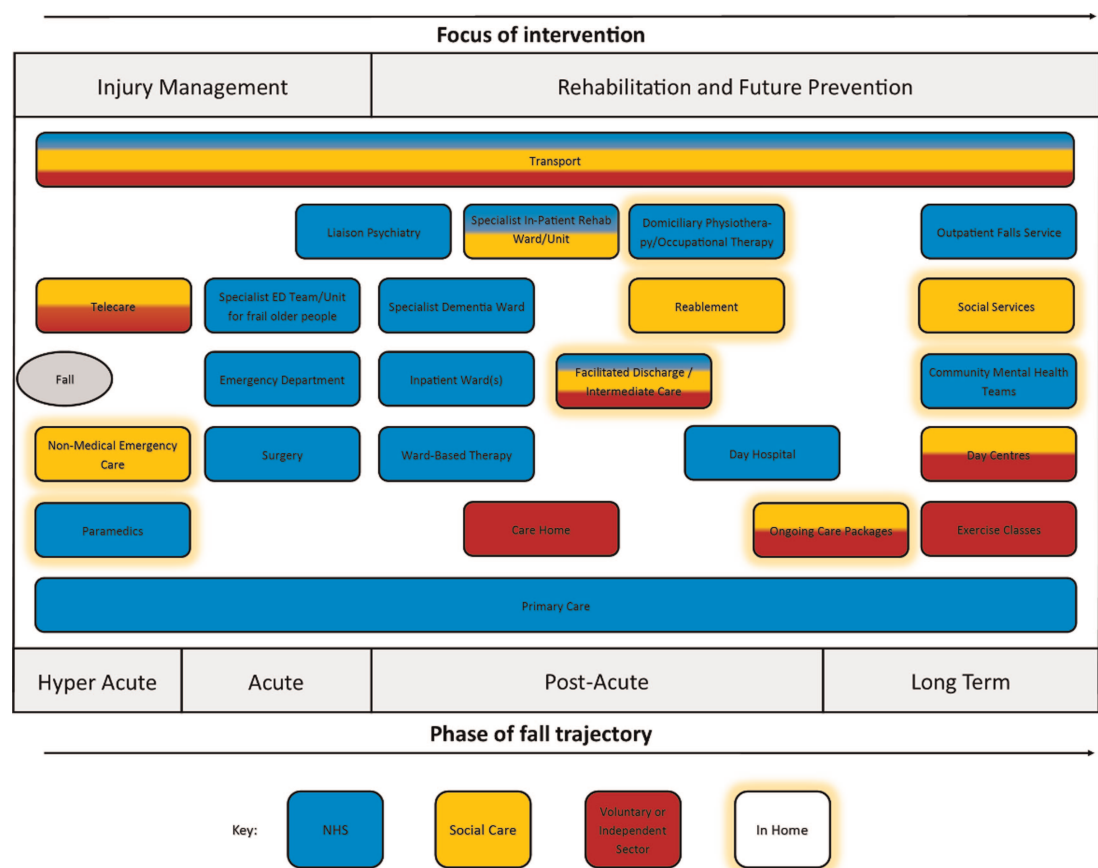 Focus of intervention
Injury Management
Rehabilitation and Future Prevention
Transport
Liaison Psychiatry
Specialist In-Patient Rehab
Ward/Unit
Domiciliary Physiothera-
py/Occupational Therapy
Outpatient Falls Service
Telecare
Specialist ED Team/Unit
for frail older people
Specialist Dementia Ward
Reablement
Social Services
Fall
Emergency Department
Inpatient Ward(s)
Facilitated Discharge /
Intermediate Care
Community Mental Health
Teams
Non-Medical Emergency
Care
Surgery
Ward-Based Therapy
Day Hospital
Day Centres
Paramedics
Care Home
Ongoing Care Packages
Exercise Classes
Primary Care
Hyper Acute
Acute
Post-Acute
Long Term
Phase of fall trajectory
Key:
NHS
Social Care
Voluntary or
Independent
Sector
In Home